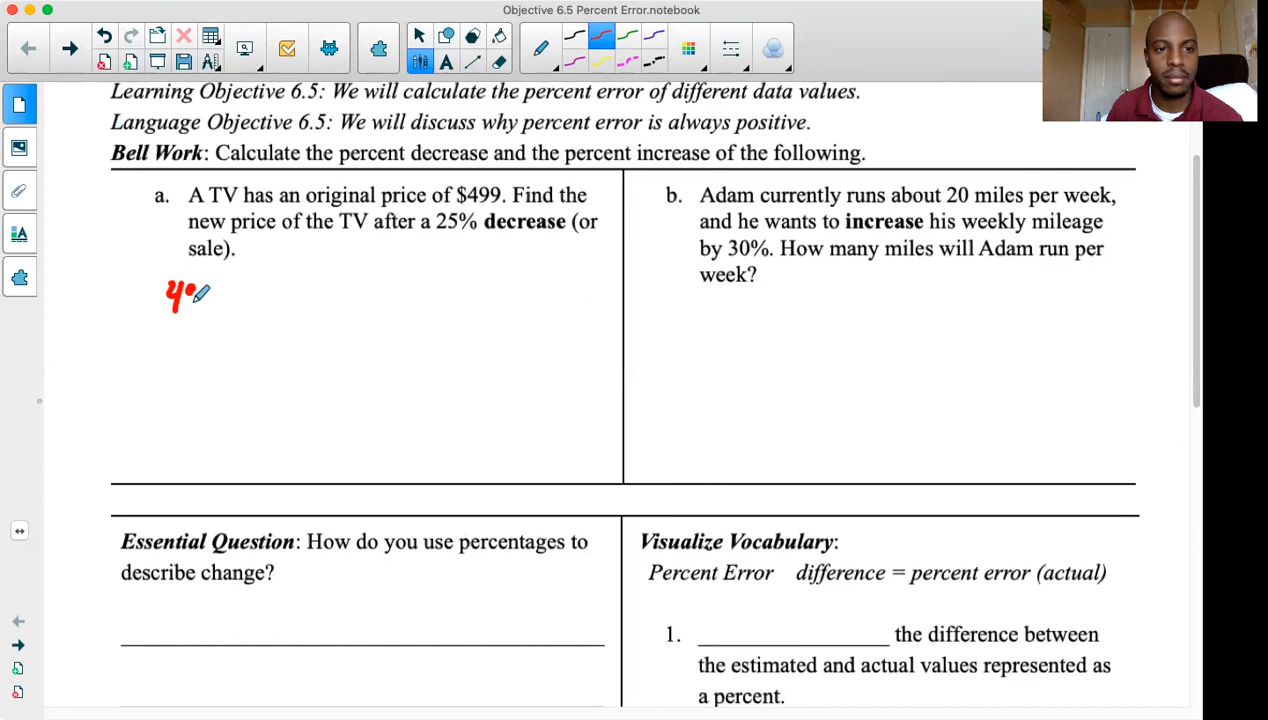 Objective 6.5 Percent Error.notebook
Learning Objective 6.5: We will calculate the percent error of different data values.
Language Objective 6.5: We will discuss why percent error is always positive.
Bell Work: Calculate the percent decrease and the percent increase of the following.
a. A TV has an original price of $499. Find the
new price of the TV after a 25% decrease (or
sale).
4
b. Adam currently runs about 20 miles per week,
and he wants to increase his weekly mileage
by 30%. How many miles will Adam run per
week?
Essential Question: How do you use percentages to
describe change?
Visualize Vocabulary:
Percent Error difference = percent error (actual)
1. ________________ the difference between
the estimated and actual values represented as
a percent.